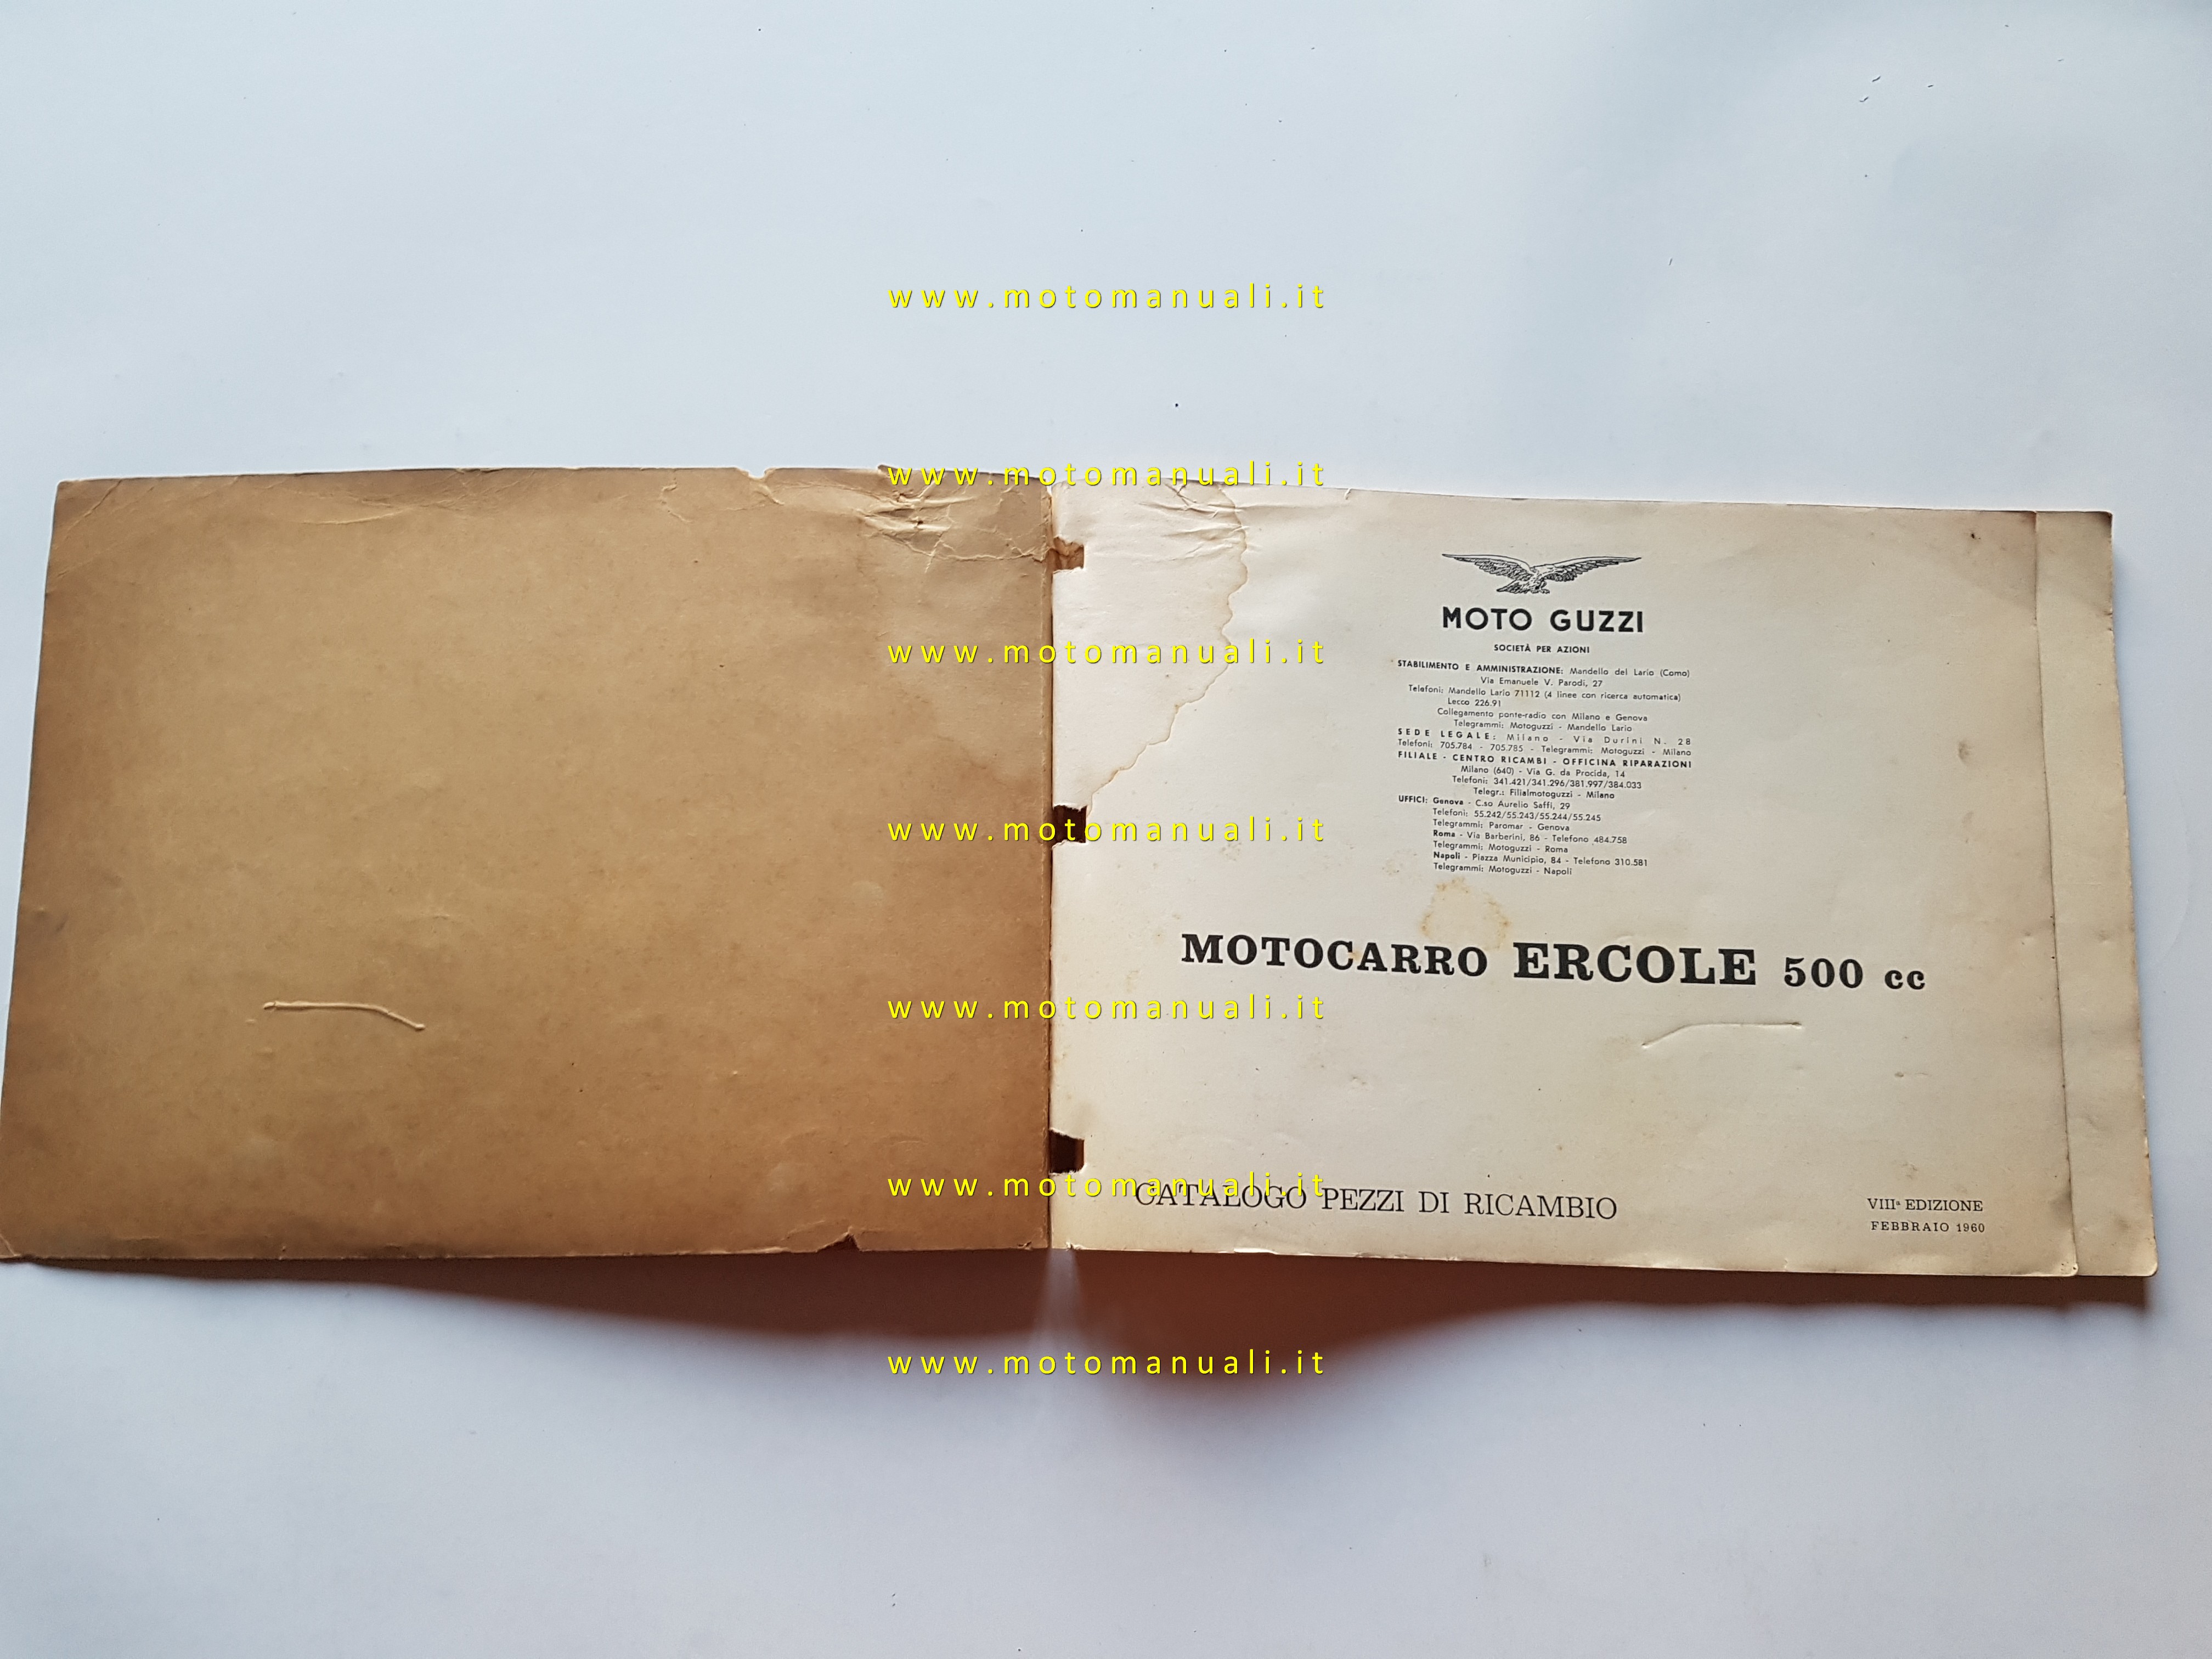 www.motomanuali.it
www.motomanuali.it
MOTO GUZZI
SOCIETÀ PER AZIONI
www.motomanuali.it
STABILIMENTO E AMMINISTRAZIONE: Mandello del Lario (Como)
Via Emanuele V. Parodi, 27
Telefoni: Mandello Lario 71112 (4 linee con ricerca automatica)
Lecco 226.91
Collegamento ponte-radio con Milano e Genova
Telegrammi: Motoguzzi - Mandello Lario
SEDE LEGALE: Milano - Via Durini N. 28
Telefoni: 705.784 - 705.785 - Telegrammi: Motoguzzi - Milano
FILIALE - CENTRO RICAMBI - OFFICINA RIPARAZIONI
Milano (640) - Via G. da Procida, 14
Telefoni: 341.421/341.296/381.997/384.033
Telegr.: Filialmotoguzzi - Milano
UFFICI: Genova - C.so Aurelio Saffi, 29
Telefoni: 55.242/55.243/55.244/55.245
Telegrammi: Paromar - Genova
www.motomanuali.it
Roma - Via Barberini, 86 - Telefono 484.758
Telegrammi: Motoguzzi - Roma
Napoli - Piazza Municipio, 84 - Telefono 310.581
Telegrammi: Motoguzzi - Napoli
MOTOCARRO ERCOLE 500 cc
www.motomanuali.it
www.motomanuali.it
CATALOGO PEZZI DI RICAMBIO
VIIIª EDIZIONE
FEBBRAIO 1960
www.motomanuali.it